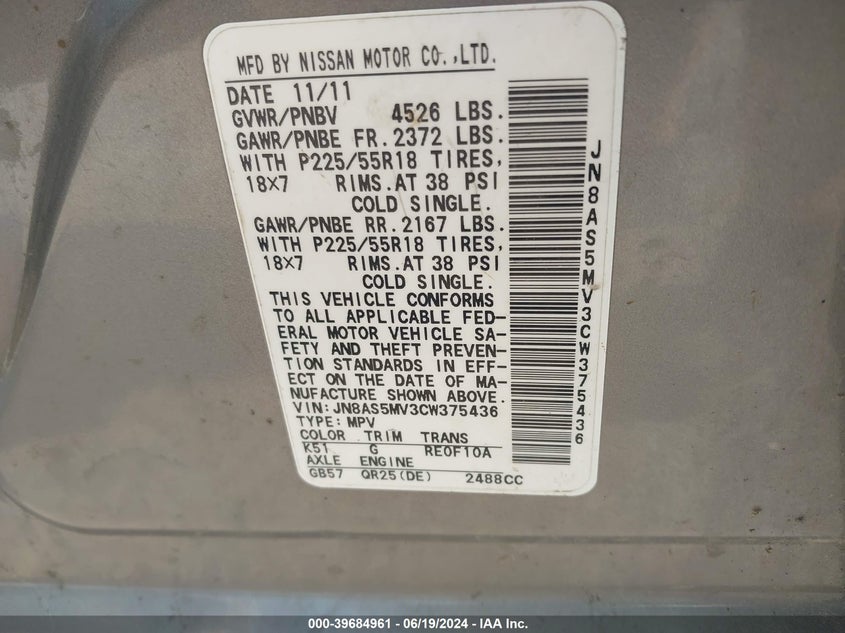 MFD BY NISSAN MOTOR CO.,LTD.
DATE 11/11
GVWR/PNBV 4526 LBS.
GAWR/PNBE FR.2372 LBS.
WITH P225/55R18 TIRES,
18X7 RIMS.AT 38 PSI
COLD SINGLE.
GAWR/PNBE RR.2167 LBS.
WITH P225/55R18 TIRES,
18X7 RIMS.AT 38 PSI
COLD SINGLE.
THIS VEHICLE CONFORMS
TO ALL APPLICABLE FED-
ERAL MOTOR VEHICLE SA-
FETY AND THEFT PREVEN-
TION STANDARDS IN EFF-
ECT ON THE DATE OF MA-
NUFACTURE SHOWN ABOVE.
VIN:JN8AS5MV3CW375436
TYPE:MPV
COLOR TRIM TRANS
K51 G RE0F10A
AXLE ENGINE
GB57 QR25(DE) 2488CC
JN8AS5MV3CW375436
000-39684961 - 06/19/2024 - IAA Inc.